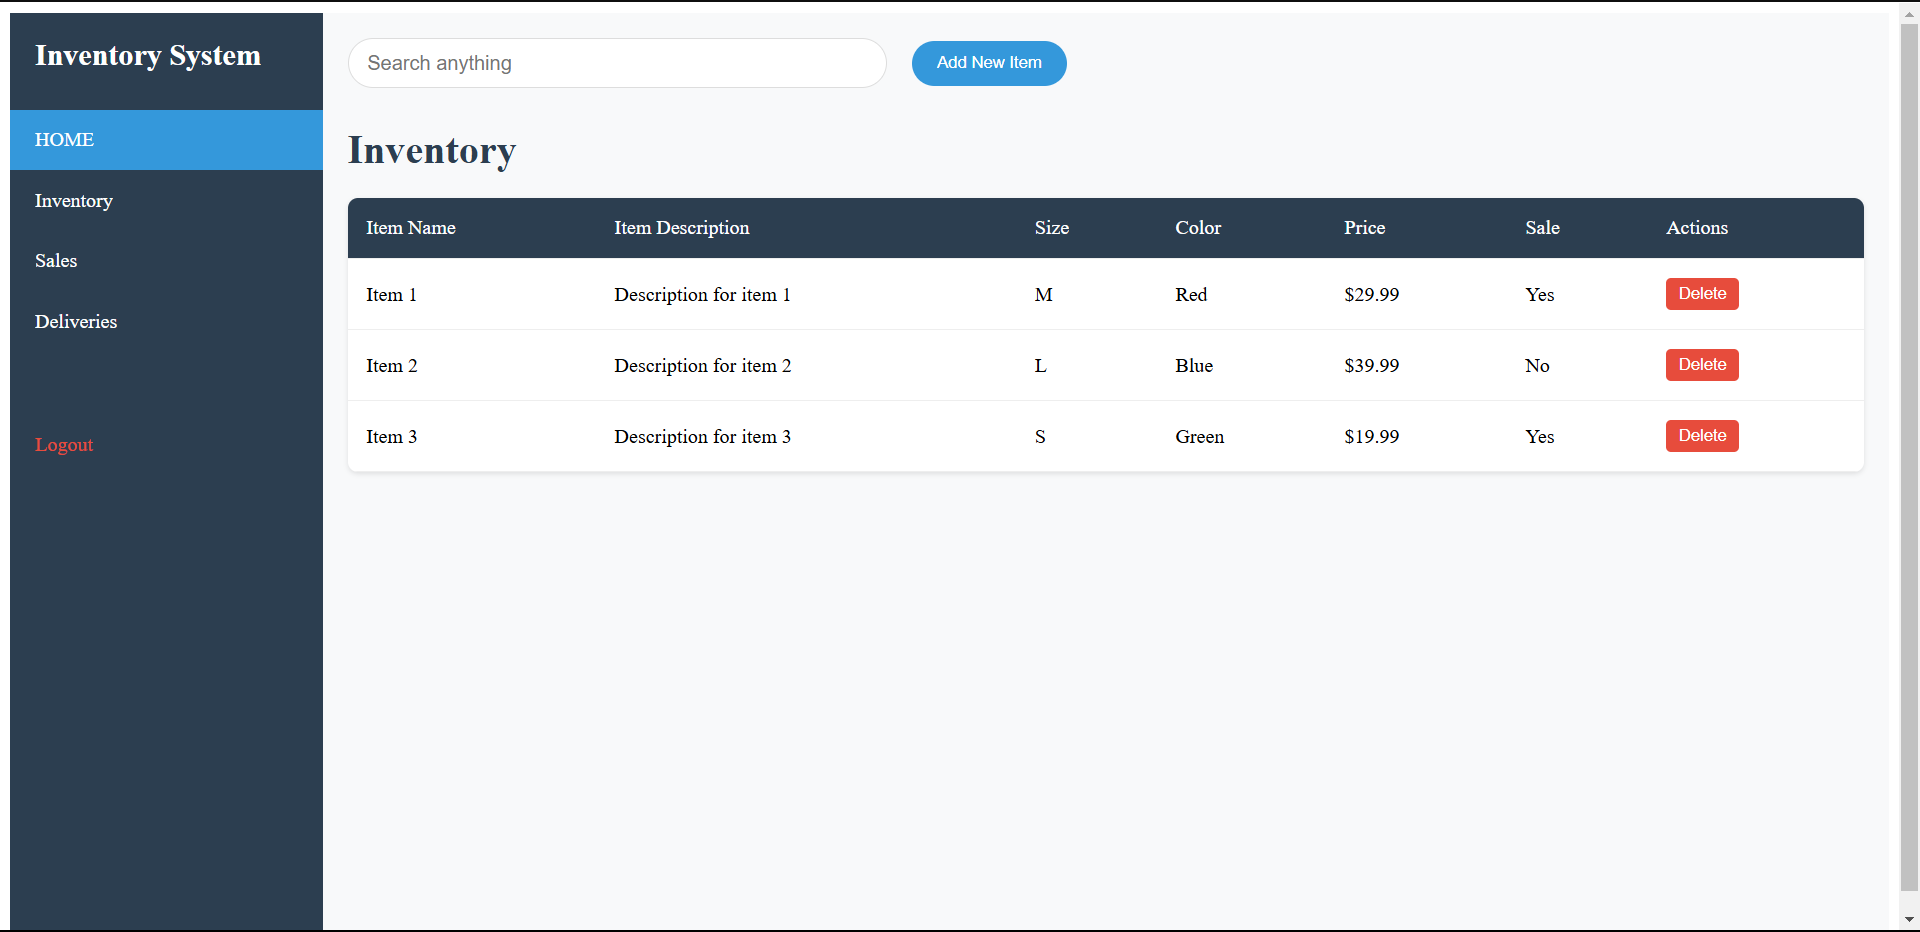 Inventory System
HOME
Inventory
Sales
Deliveries
Logout
Search anything
Add New Item
Inventory
Item Name Item Description Size Color Price Sale Actions
Item 1 Description for item 1 M Red $29.99 Yes Delete
Item 2 Description for item 2 L Blue $39.99 No Delete
Item 3 Description for item 3 S Green $19.99 Yes Delete